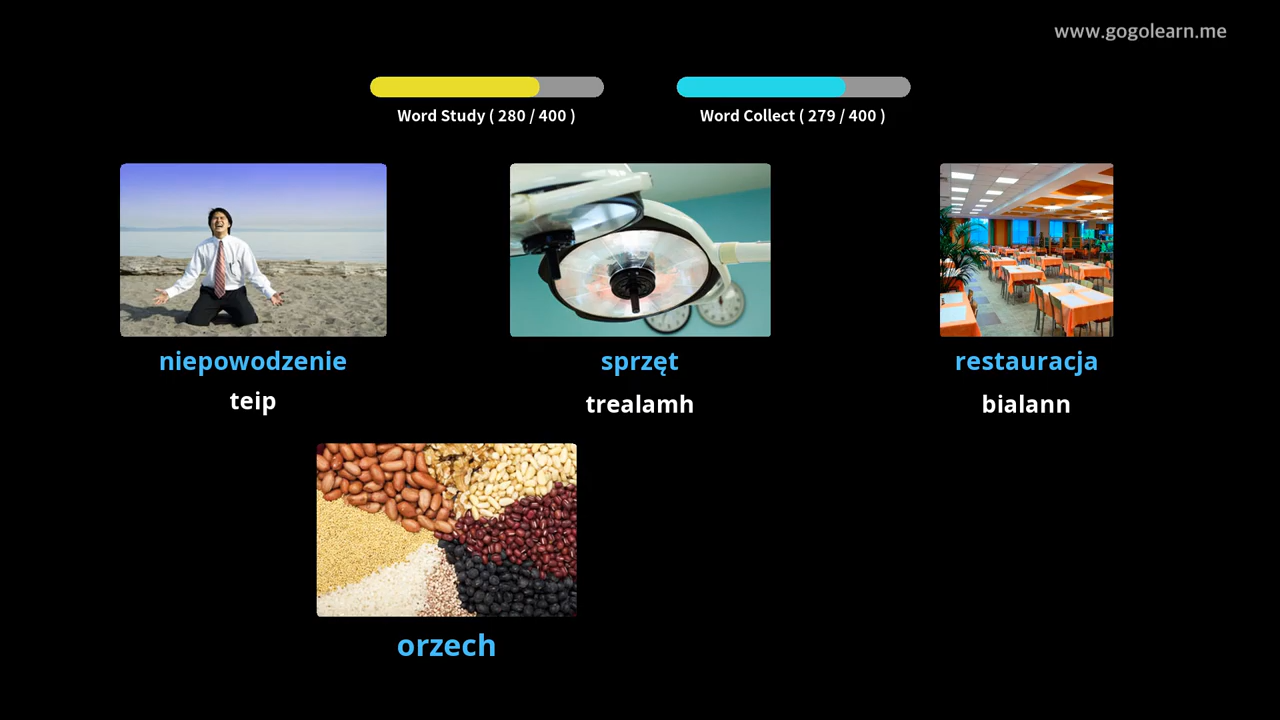 www.gogolearn.me
Word Study ( 280 / 400 )
Word Collect ( 279 / 400 )
niepowodzenie
sprzęt
restauracja
teip
trealamh
bialann
orzech